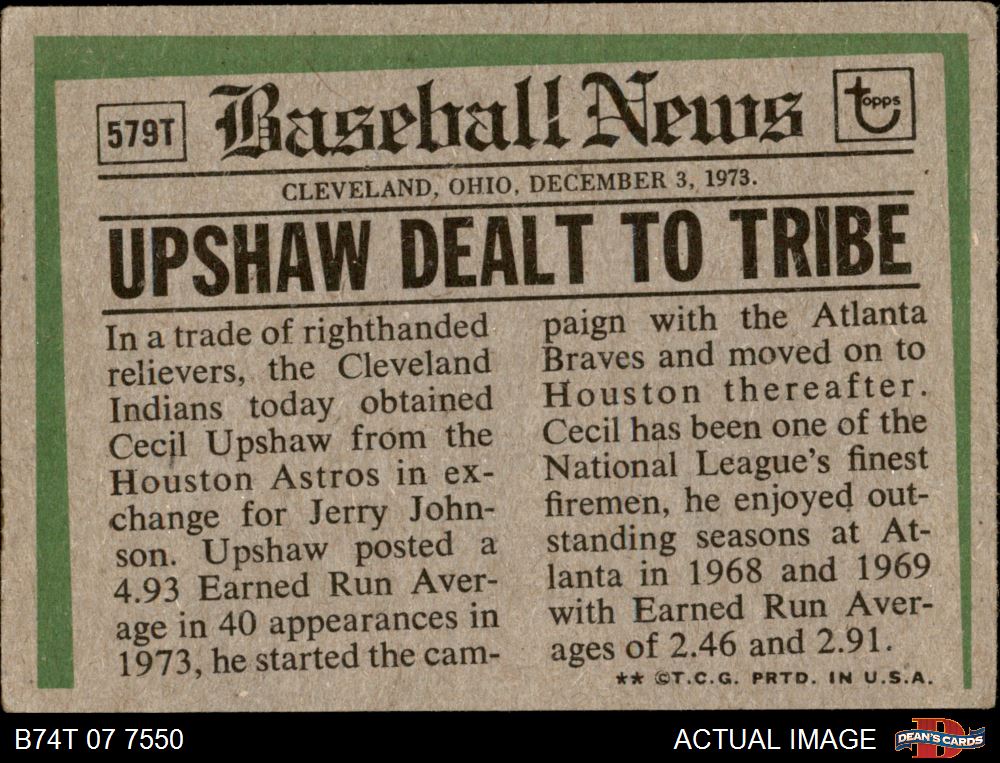 579T
Baseball News
topps
CLEVELAND, OHIO, DECEMBER 3, 1973.
UPSHAW DEALT TO TRIBE
In a trade of righthanded
relievers, the Cleveland
Indians today obtained
Cecil Upshaw from the
Houston Astros in ex-
change for Jerry John-
son. Upshaw posted a
4.93 Earned Run Aver-
age in 40 appearances in
1973, he started the cam-
paign with the Atlanta
Braves and moved on to
Houston thereafter.
Cecil has been one of the
National League's finest
firemen, he enjoyed out-
standing seasons at At-
lanta in 1968 and 1969
with Earned Run Aver-
ages of 2.46 and 2.91.
** ©T.C.G. PRTD. IN U.S.A.
B74T 07 7550
ACTUAL IMAGE
DEAN'S CARDS